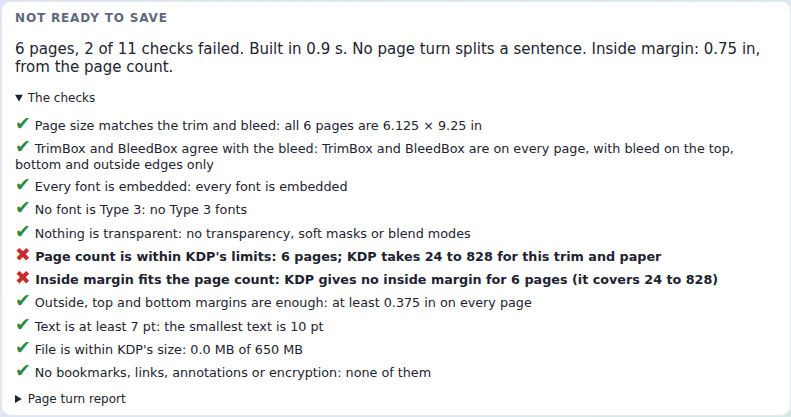 NOT READY TO SAVE
6 pages, 2 of 11 checks failed. Built in 0.9 s. No page turn splits a sentence. Inside margin: 0.75 in,
from the page count.
▼ The checks
✔ Page size matches the trim and bleed: all 6 pages are 6.125 × 9.25 in
✔ TrimBox and BleedBox agree with the bleed: TrimBox and BleedBox are on every page, with bleed on the top,
bottom and outside edges only
✔ Every font is embedded: every font is embedded
✔ No font is Type 3: no Type 3 fonts
✔ Nothing is transparent: no transparency, soft masks or blend modes
✖ Page count is within KDP's limits: 6 pages; KDP takes 24 to 828 for this trim and paper
✖ Inside margin fits the page count: KDP gives no inside margin for 6 pages (it covers 24 to 828)
✔ Outside, top and bottom margins are enough: at least 0.375 in on every page
✔ Text is at least 7 pt: the smallest text is 10 pt
✔ File is within KDP's size: 0.0 MB of 650 MB
✔ No bookmarks, links, annotations or encryption: none of them
▶ Page turn report